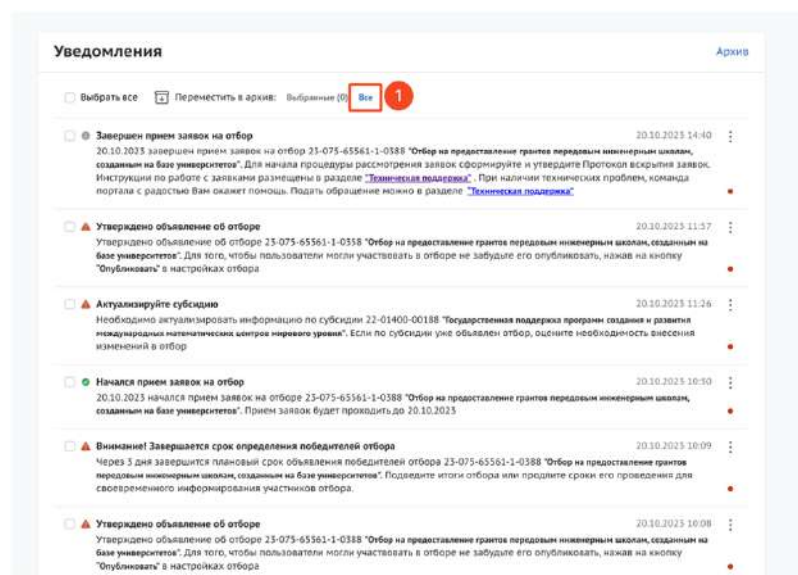 Уведомления
Архив
Выбрать все Переместить в архив: Выбранные (0) Все 1
Завершен прием заявок на отбор 20.10.2023 14:40
20.10.2023 завершен прием заявок на отбор 23-075-65561-1-0388 "Отбор на предоставление грантов передовым инженерным школам,
созданным на базе университетов". Для начала процедуры рассмотрения заявок сформируйте и утвердите Протокол вскрытия заявок.
Инструкции по работе с заявками размещены в разделе "Техническая поддержка" . При наличии технических проблем, команда
портала с радостью Вам окажет помощь. Подать обращение можно в разделе "Техническая поддержка"
Утверждено объявление об отборе 20.10.2023 11:37
Утверждено объявление об отборе 23-075-65561-1-0358 "Отбор на предоставление грантов передовым инженерным школам, созданным на
базе университетов". Для того, чтобы пользователи могли участвовать в отборе не забудьте его опубликовать, нажав на кнопку
"Опубликовать" в настройках отбора
Актуализируйте субсидию 20.10.2023 11:26
Необходимо актуализировать информацию по субсидии 22-01400-00188 "Государственная поддержка программ создания и развития
международных математических центров мирового уровня". Если по субсидии уже объявлен отбор, оцените необходимость внесения
изменений в отбор
Начался прием заявок на отбор 20.10.2023 10:30
20.10.2023 начался прием заявок на отборе 23-075-65561-1-0388 "Отбор на предоставление грантов передовым инженерным школам,
созданным на базе университетов". Прием заявок будет проходить до 20.10.2023
Внимание! Завершается срок определения победителей отбора 20.10.2023 10:09
Через 3 дня завершится плановый срок объявления победителей отбора 23-075-65561-1-0388 "Отбор на предоставление грантов
передовым инженерным школам, созданным на базе университетов". Подведите итоги отбора или продлите сроки его проведения для
своевременного информирования участников отбора.
Утверждено объявление об отборе 20.10.2023 10:08
Утверждено объявление об отборе 23-075-65561-1-0388 "Отбор на предоставление грантов передовым инженерным школам, созданным на
базе университетов". Для того, чтобы пользователи могли участвовать в отборе не забудьте его опубликовать, нажав на кнопку
"Опубликовать" в настройках отбора